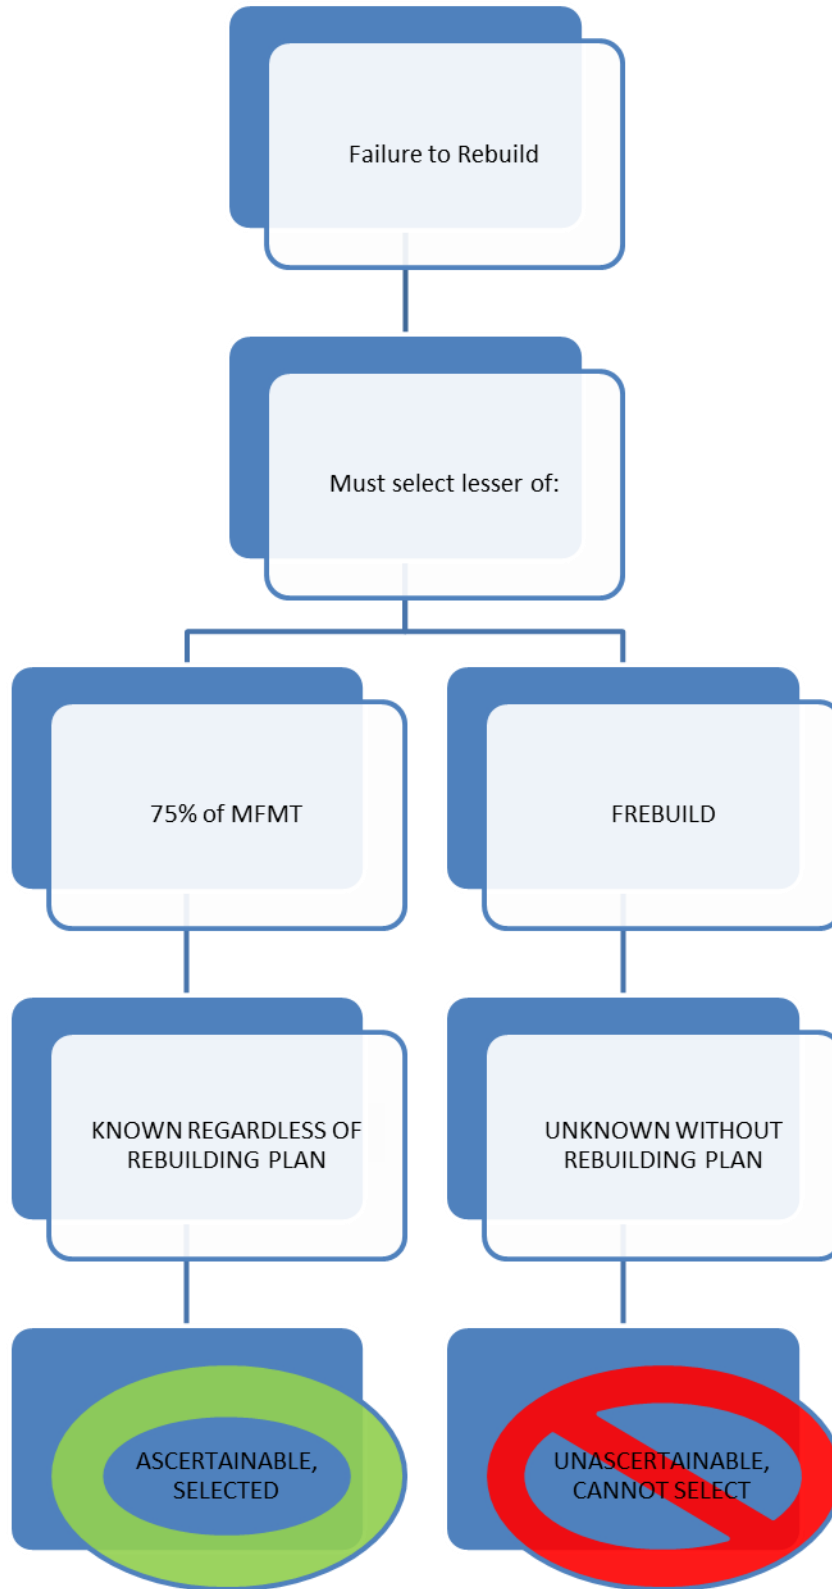 Failure to Rebuild
Must select lesser of:
75% of MFMT
FREBUILD
KNOWN REGARDLESS OF
REBUILDING PLAN
UNKNOWN WITHOUT
REBUILDING PLAN
ASCERTAINABLE,
SELECTED
UNASCERTAINABLE,
CANNOT SELECT